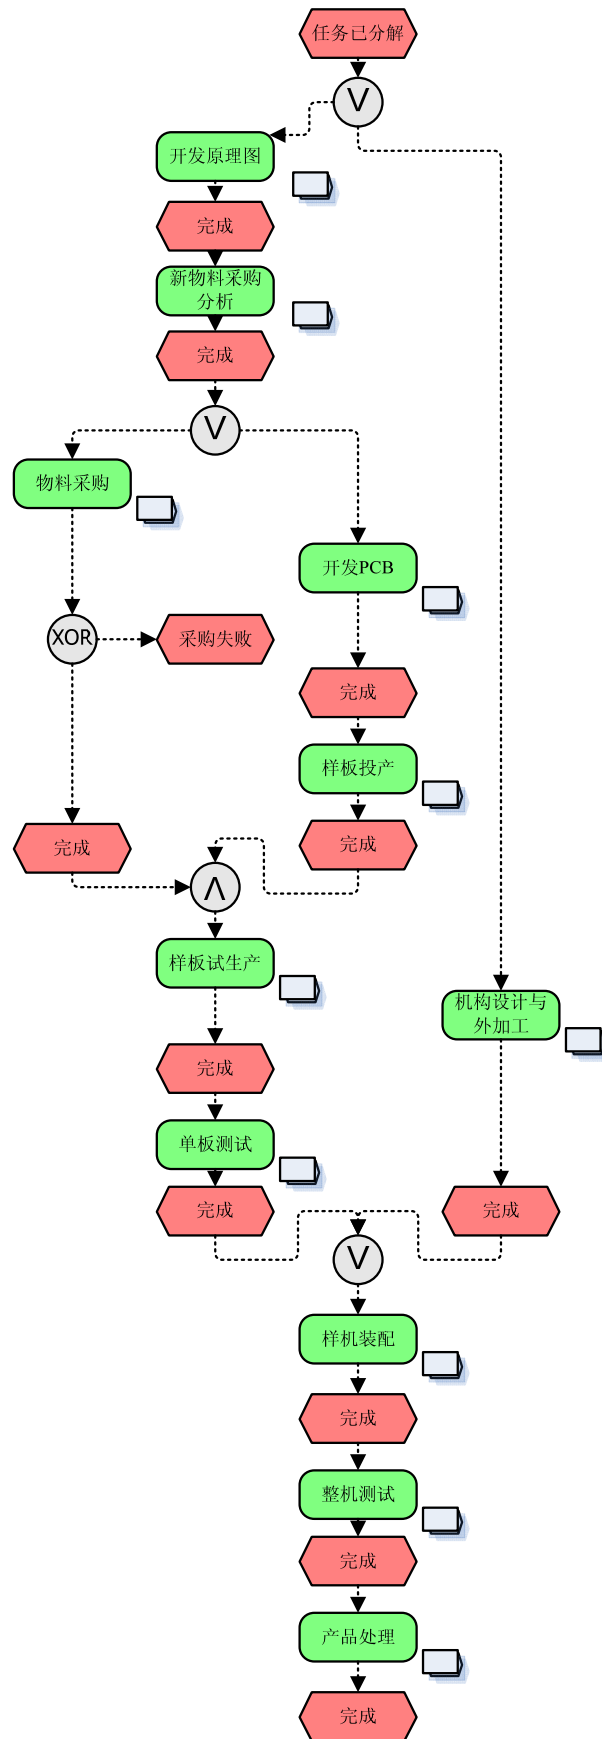 任务已分解
V
开发原理图
完成
新物料采购
分析
完成
V
物料采购
开发PCB
XOR
采购失败
完成
样板投产
完成
完成
Λ
样板试生产
机构设计与
外加工
完成
单板测试
完成
完成
V
样机装配
完成
整机测试
完成
产品处理
完成